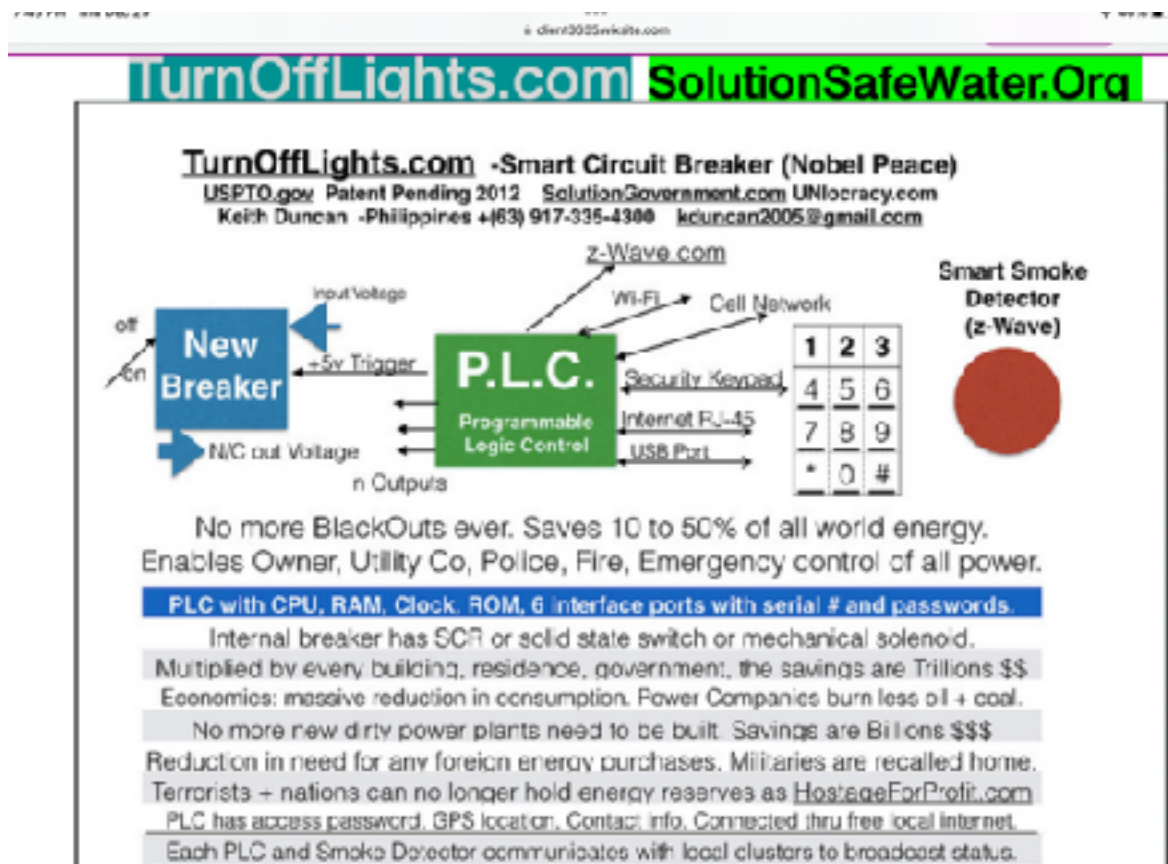 TurnOffLights.com SolutionSafeWater.Org
TurnOffLights.com -Smart Circuit Breaker (Nobel Peace)
USPTO.gov Patent Pending 2012 SolutionGovernment.com UNIocracy.com
Keith Duncan -Philippines +(63) 917-335-4300 kduncan2005@gmail.com
z-Wave.com
Smart Smoke
Detector
(z-Wave)
Input Voltage
Wi-Fi
Cell Network
off
on
New
Breaker
+5v Trigger
P.L.C.
Programmable
Logic Control
Security Keypad
Internet RJ-45
USB Port
1 2 3
4 5 6
7 8 9
* 0 #
N/C out Voltage
n Outputs
No more BlackOuts ever. Saves 10 to 50% of all world energy.
Enables Owner, Utility Co, Police, Fire, Emergency control of all power.
PLC with CPU, RAM, Clock, ROM, 6 interface ports with serial # and passwords.
Internal breaker has SCR or solid state switch or mechanical solenoid.
Multiplied by every building, residence, government, the savings are Trillions $$
Economics: massive reduction in consumption. Power Companies burn less oil + coal.
No more new dirty power plants need to be built. Savings are Billions $$$
Reduction in need for any foreign energy purchases. Militaries are recalled home.
Terrorists + nations can no longer hold energy reserves as HostageForProfit.com
PLC has access password, GPS location, Contact info. Connected thru free local internet.
Each PLC and Smoke Detector communicates with local clusters to broadcast status.